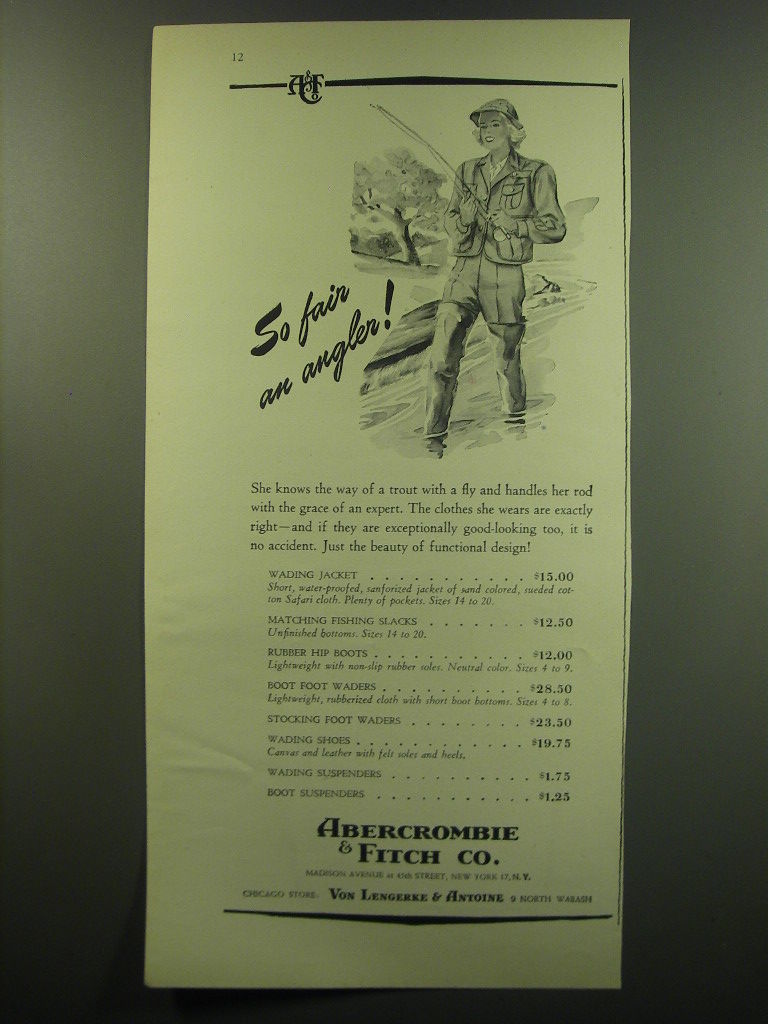 12
A&F Co
So fair
an angler!
She knows the way of a trout with a fly and handles her rod
with the grace of an expert. The clothes she wears are exactly
right—and if they are exceptionally good-looking too, it is
no accident. Just the beauty of functional design!
WADING JACKET . . . . . . . . . . . . $15.00
Short, water-proofed, sanforized jacket of sand colored, sueded cot-
ton Safari cloth. Plenty of pockets. Sizes 14 to 20.
MATCHING FISHING SLACKS . . . . . . . $12.50
Unfinished bottoms. Sizes 14 to 20.
RUBBER HIP BOOTS . . . . . . . . . . . $12.00
Lightweight with non-slip rubber soles. Neutral color. Sizes 4 to 9.
BOOT FOOT WADERS . . . . . . . . . . . $28.50
Lightweight, rubberized cloth with short boot bottoms. Sizes 4 to 8.
STOCKING FOOT WADERS . . . . . . . . $23.50
WADING SHOES . . . . . . . . . . . . . $19.75
Canvas and leather with felt soles and heels.
WADING SUSPENDERS . . . . . . . . . . $1.75
BOOT SUSPENDERS . . . . . . . . . . . $1.25
ABERCROMBIE
& FITCH CO.
MADISON AVENUE at 45th STREET, NEW YORK 17, N. Y.
CHICAGO STORE: VON LENGERKE & ANTOINE 9 NORTH WABASH